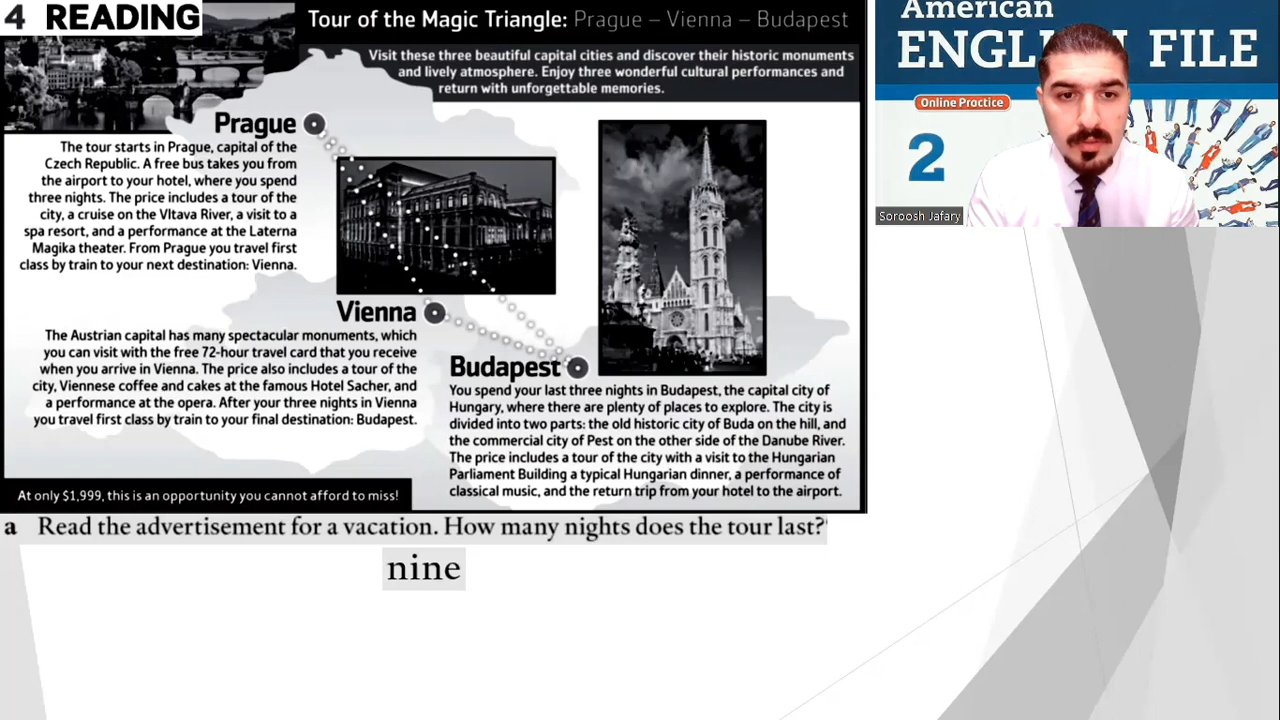 4 READING
Tour of the Magic Triangle: Prague – Vienna – Budapest
Visit these three beautiful capital cities and discover their historic monuments
and lively atmosphere. Enjoy three wonderful cultural performances and
return with unforgettable memories.
Prague
The tour starts in Prague, capital of the
Czech Republic. A free bus takes you from
the airport to your hotel, where you spend
three nights. The price includes a tour of the
city, a cruise on the Vltava River, a visit to a
spa resort, and a performance at the Laterna
Magika theater. From Prague you travel first
class by train to your next destination: Vienna.
Vienna
The Austrian capital has many spectacular monuments, which
you can visit with the free 72-hour travel card that you receive
when you arrive in Vienna. The price also includes a tour of the
city, Viennese coffee and cakes at the famous Hotel Sacher, and
a performance at the opera. After your three nights in Vienna
you travel first class by train to your final destination: Budapest.
Budapest
You spend your last three nights in Budapest, the capital city of
Hungary, where there are plenty of places to explore. The city is
divided into two parts: the old historic city of Buda on the hill, and
the commercial city of Pest on the other side of the Danube River.
The price includes a tour of the city with a visit to the Hungarian
Parliament Building a typical Hungarian dinner, a performance of
classical music, and the return trip from your hotel to the airport.
At only $1,999, this is an opportunity you cannot afford to miss!
a Read the advertisement for a vacation. How many nights does the tour last?
nine
American
FILE
Online Practice
2
Soroosh Jafary